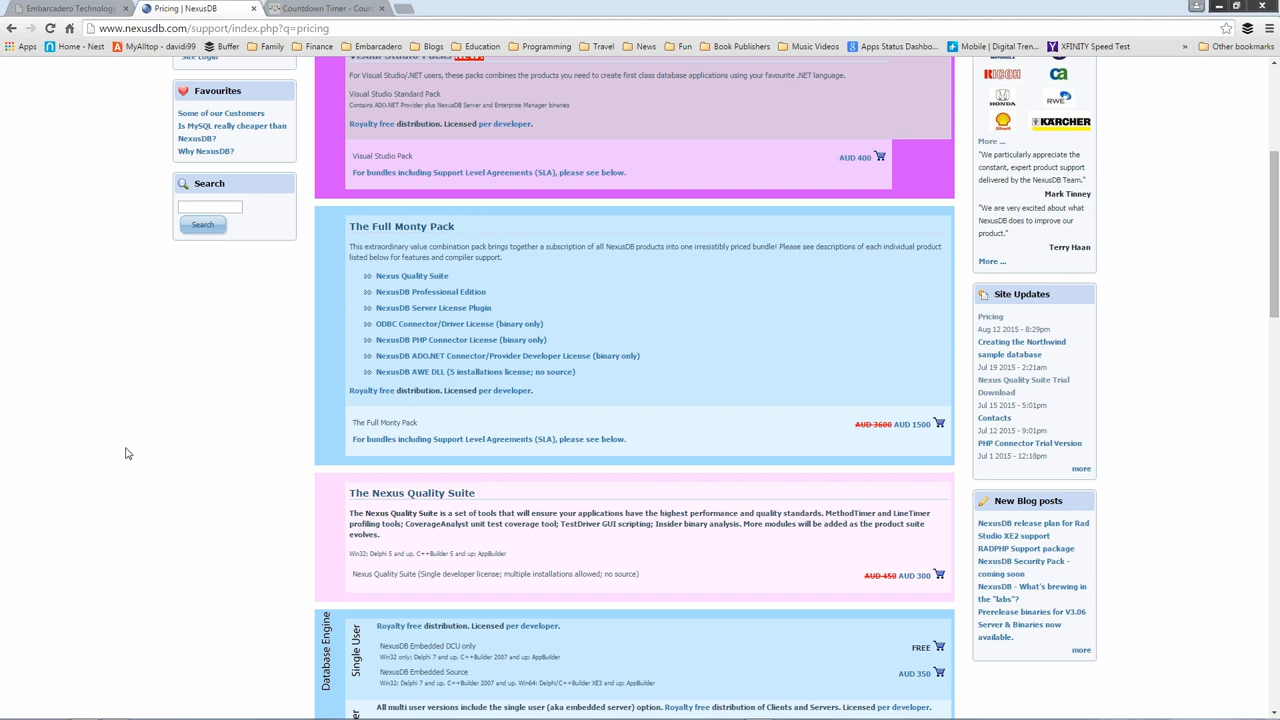 Embarcadero Technologi
Pricing | NexusDB
Countdown Timer - Coun
www.nexusdb.com/support/index.php?q=pricing
Apps
Home - Nest
MyAlltop - davidi99
Buffer
Family
Finance
Embarcadero
Blogs
Education
Programming
Travel
News
Fun
Book Publishers
Music Videos
Apps Status Dashbo...
Mobile | Digital Tren...
XFINITY Speed Test
»
Other bookmarks
Site Login
Favourites
Some of our Customers
Is MySQL really cheaper than
NexusDB?
Why NexusDB?
Search
Search
Visual Studio Packs
For Visual Studio/.NET users, these packs combines the products you need to create first class database applications using your favourite .NET language.
Visual Studio Standard Pack
Contains ADO.NET Provider plus NexusDB Server and Enterprise Manager binaries
Royalty free distribution. Licensed per developer.
Visual Studio Pack
AUD 400
For bundles including Support Level Agreements (SLA), please see below.
The Full Monty Pack
This extraordinary value combination pack brings together a subscription of all NexusDB products into one irresistibly priced bundle! Please see descriptions of each individual product
listed below for features and compiler support.
Nexus Quality Suite
NexusDB Professional Edition
NexusDB Server License Plugin
ODBC Connector/Driver License (binary only)
NexusDB PHP Connector License (binary only)
NexusDB ADO.NET Connector/Provider Developer License (binary only)
NexusDB AWE DLL (5 installations license; no source)
Royalty free distribution. Licensed per developer.
The Full Monty Pack
AUD 3600 AUD 1500
For bundles including Support Level Agreements (SLA), please see below.
The Nexus Quality Suite
The Nexus Quality Suite is a set of tools that will ensure your applications have the highest performance and quality standards. MethodTimer and LineTimer
profiling tools; CoverageAnalyst unit test coverage tool; TestDriver GUI scripting; Insider binary analysis. More modules will be added as the product suite
evolves.
Win32: Delphi 5 and up, C++Builder 5 and up; AppBuilder
Nexus Quality Suite (Single developer license; multiple installations allowed; no source)
AUD 450 AUD 300
Database Engine
Single User
Royalty free distribution. Licensed per developer.
NexusDB Embedded DCU only
FREE
Win32 only: Delphi 7 and up, C++Builder 2007 and up; AppBuilder
NexusDB Embedded Source
AUD 350
Win32: Delphi 7 and up, C++Builder 2007 and up, Win64: Delphi/C++Builder XE3 and up; AppBuilder
All multi user versions include the single user (aka embedded server) option. Royalty free distribution of Clients and Servers. Licensed per developer.
RICOH
ca
HONDA
RWE
KÄRCHER
More ...
"We particularly appreciate the
constant, expert product support
delivered by the NexusDB Team."
Mark Tinney
"We are very excited about what
NexusDB does to improve our
product."
Terry Haan
More ...
Site Updates
Pricing
Aug 12 2015 - 8:29pm
Creating the Northwind
sample database
Jul 19 2015 - 2:21am
Nexus Quality Suite Trial
Download
Jul 15 2015 - 5:01pm
Contacts
Jul 12 2015 - 9:01pm
PHP Connector Trial Version
Jul 1 2015 - 12:18pm
more
New Blog posts
NexusDB release plan for Rad
Studio XE2 support
RADPHP Support package
NexusDB Security Pack -
coming soon
NexusDB - What's brewing in
the "labs"?
Prerelease binaries for V3.06
Server & Binaries now
available.
more